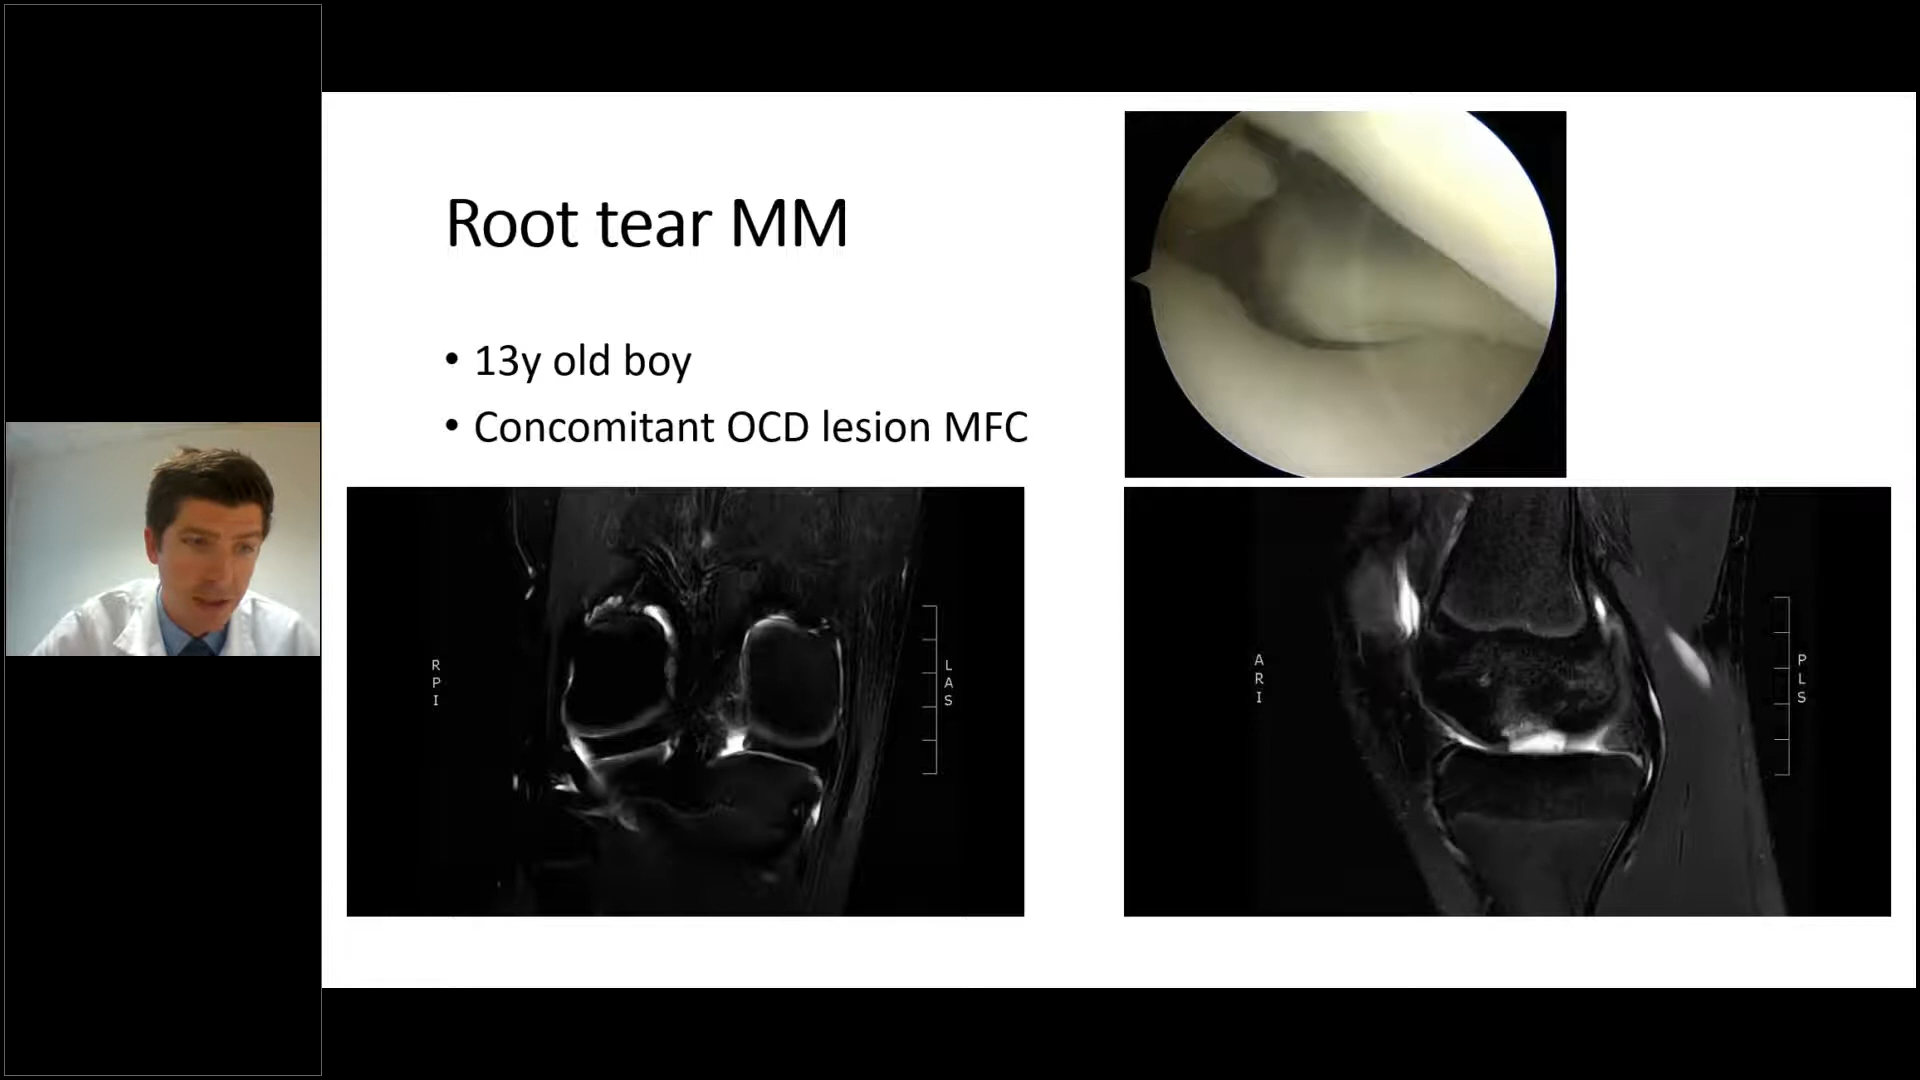 Root tear MM
• 13y old boy
• Concomitant OCD lesion MFC
R
P
I
L
A
S
A
R
I
P
L
S